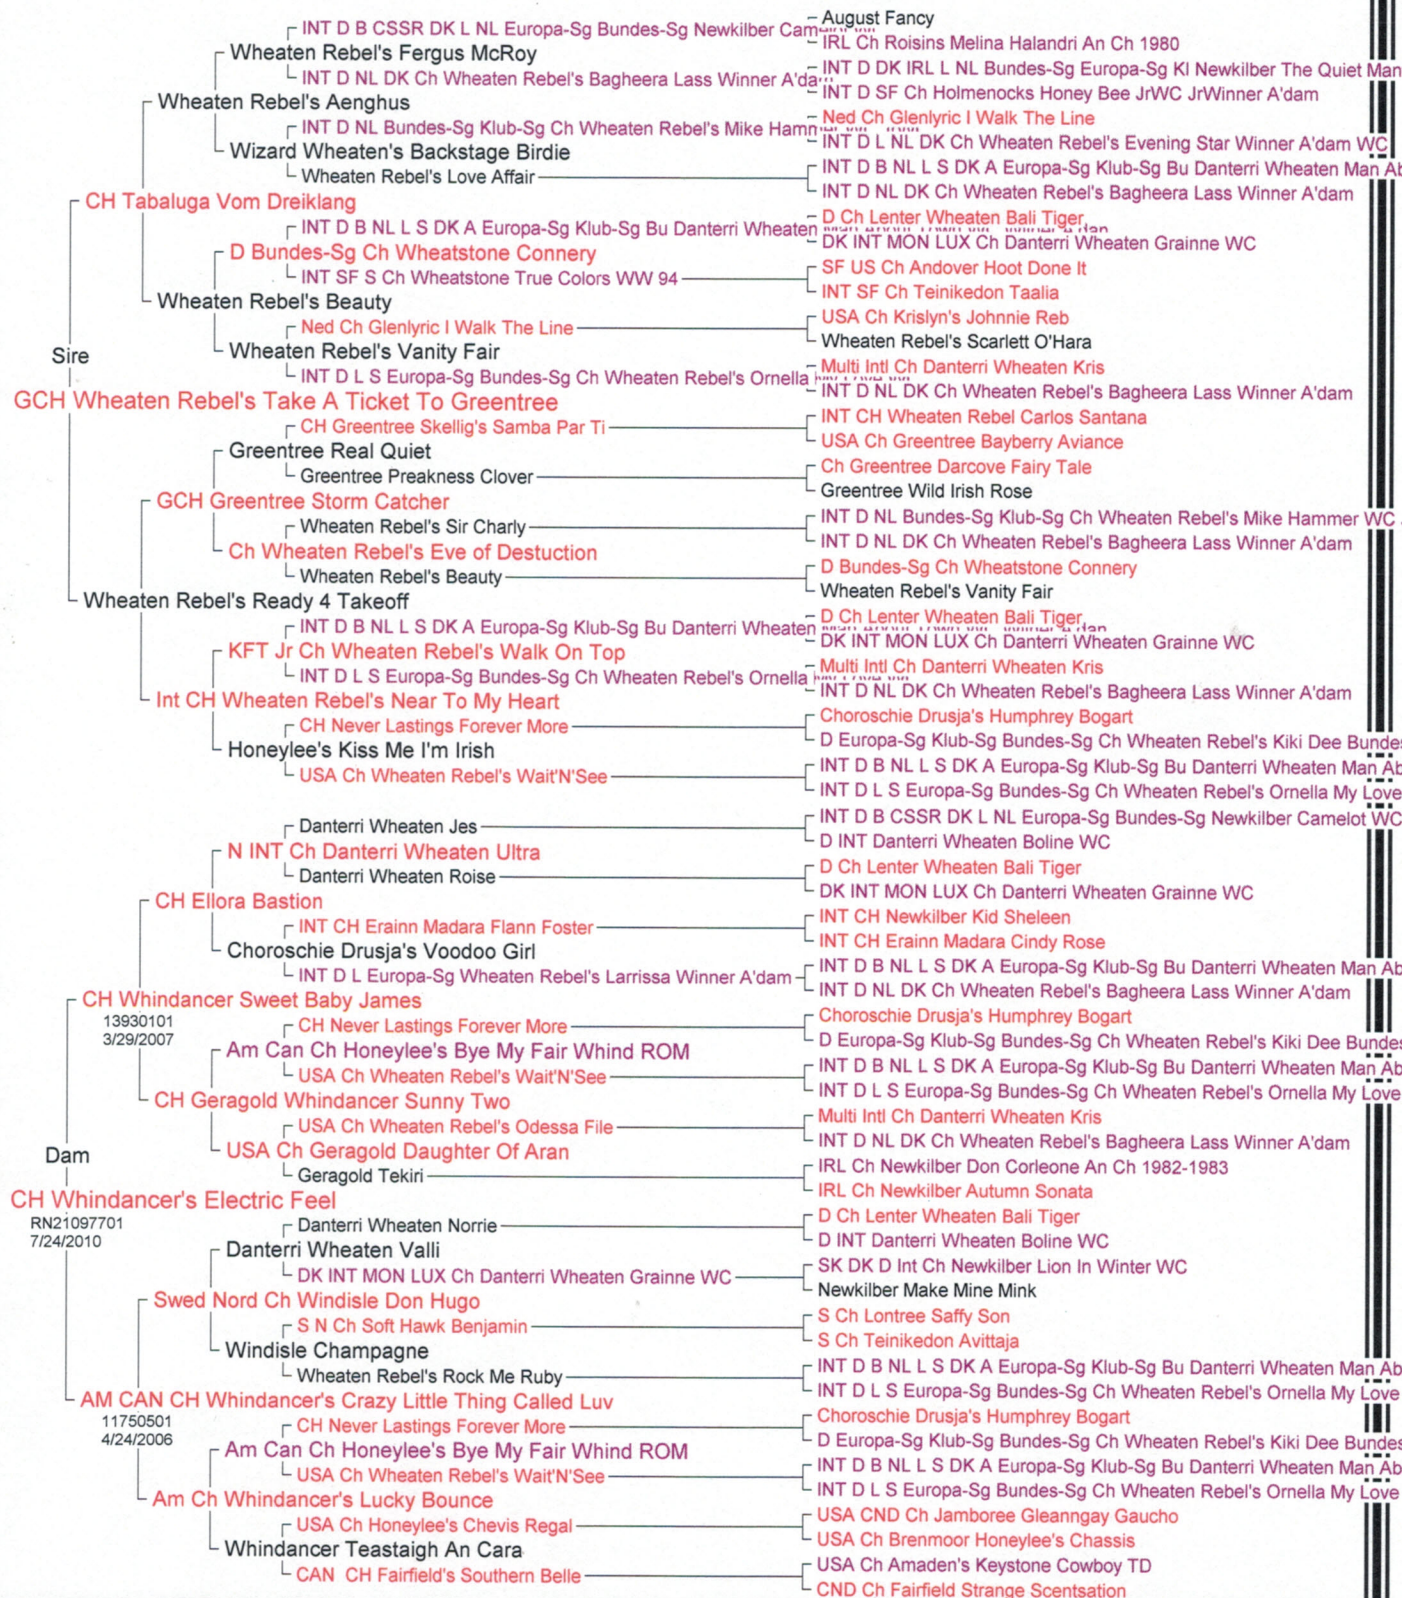 August Fancy
INT D B CSSR DK L NL Europa-Sg Bundes-Sg Newkilber
IRL Ch Roisins Melina Halandri An Ch 1980
Wheaten Rebel's Fergus McRoy
INT D DK IRL L NL Bundes-Sg Europa-Sg Kl Newkilber The Quiet Man
INT D NL DK Ch Wheaten Rebel's Bagheera Lass Winner
INT D SF Ch Holmenocks Honey Bee JrWC JrWinner A'dam
Wheaten Rebel's Aenghus
Ned Ch Glenlyric I Walk The Line
INT D NL Bundes-Sg Klub-Sg Ch Wheaten Rebel's Mike
INT D L NL DK Ch Wheaten Rebel's Evening Star Winner A'dam WC
Wizard Wheaten's Backstage Birdie
INT D B NL L S DK A Europa-Sg Klub-Sg Bu Danterri Wheaten Man Ab
Wheaten Rebel's Love Affair
INT D NL DK Ch Wheaten Rebel's Bagheera Lass Winner A'dam
CH Tabaluga Vom Dreiklang
D Ch Lenter Wheaten Bali Tiger
INT D B NL L S DK A Europa-Sg Klub-Sg Bu Danterri Wheaten
DK INT MON LUX Ch Danterri Wheaten Grainne WC
D Bundes-Sg Ch Wheatstone Connery
SF US Ch Andover Hoot Done It
INT SF S Ch Wheatstone True Colors WW 94
INT SF Ch Teinikedon Taalia
Wheaten Rebel's Beauty
USA Ch Krislyn's Johnnie Reb
Ned Ch Glenlyric I Walk The Line
Wheaten Rebel's Scarlett O'Hara
Wheaten Rebel's Vanity Fair
Sire
Multi Intl Ch Danterri Wheaten Kris
INT D L S Europa-Sg Bundes-Sg Ch Wheaten Rebel's Ornella
INT D NL DK Ch Wheaten Rebel's Bagheera Lass Winner A'dam
GCH Wheaten Rebel's Take A Ticket To Greentree
INT CH Wheaten Rebel Carlos Santana
CH Greentree Skellig's Samba Par Ti
USA Ch Greentree Bayberry Aviance
Greentree Real Quiet
Ch Greentree Darcove Fairy Tale
Greentree Preakness Clover
Greentree Wild Irish Rose
GCH Greentree Storm Catcher
INT D NL Bundes-Sg Klub-Sg Ch Wheaten Rebel's Mike Hammer WC
Wheaten Rebel's Sir Charly
INT D NL DK Ch Wheaten Rebel's Bagheera Lass Winner A'dam
Ch Wheaten Rebel's Eve of Destuction
D Bundes-Sg Ch Wheatstone Connery
Wheaten Rebel's Beauty
Wheaten Rebel's Vanity Fair
Wheaten Rebel's Ready 4 Takeoff
D Ch Lenter Wheaten Bali Tiger
INT D B NL L S DK A Europa-Sg Klub-Sg Bu Danterri Wheaten
DK INT MON LUX Ch Danterri Wheaten Grainne WC
KFT Jr Ch Wheaten Rebel's Walk On Top
Multi Intl Ch Danterri Wheaten Kris
INT D L S Europa-Sg Bundes-Sg Ch Wheaten Rebel's Ornella
INT D NL DK Ch Wheaten Rebel's Bagheera Lass Winner A'dam
Int CH Wheaten Rebel's Near To My Heart
Choroschie Drusja's Humphrey Bogart
CH Never Lastings Forever More
D Europa-Sg Klub-Sg Bundes-Sg Ch Wheaten Rebel's Kiki Dee Bundes
Honeylee's Kiss Me I'm Irish
INT D B NL L S DK A Europa-Sg Klub-Sg Bu Danterri Wheaten Man Ab
USA Ch Wheaten Rebel's Wait'N'See
INT D L S Europa-Sg Bundes-Sg Ch Wheaten Rebel's Ornella My Love
INT D B CSSR DK L NL Europa-Sg Bundes-Sg Newkilber Camelot WC
Danterri Wheaten Jes
D INT Danterri Wheaten Boline WC
N INT Ch Danterri Wheaten Ultra
D Ch Lenter Wheaten Bali Tiger
Danterri Wheaten Roise
DK INT MON LUX Ch Danterri Wheaten Grainne WC
CH Ellora Bastion
INT CH Newkilber Kid Sheleen
INT CH Erainn Madara Flann Foster
INT CH Erainn Madara Cindy Rose
Choroschie Drusja's Voodoo Girl
INT D B NL L S DK A Europa-Sg Klub-Sg Bu Danterri Wheaten Man Ab
INT D L Europa-Sg Wheaten Rebel's Larrissa Winner A'dam
INT D NL DK Ch Wheaten Rebel's Bagheera Lass Winner A'dam
CH Whindancer Sweet Baby James
13930101
3/29/2007
Choroschie Drusja's Humphrey Bogart
CH Never Lastings Forever More
D Europa-Sg Klub-Sg Bundes-Sg Ch Wheaten Rebel's Kiki Dee Bundes
Am Can Ch Honeylee's Bye My Fair Whind ROM
INT D B NL L S DK A Europa-Sg Klub-Sg Bu Danterri Wheaten Man Ab
USA Ch Wheaten Rebel's Wait'N'See
INT D L S Europa-Sg Bundes-Sg Ch Wheaten Rebel's Ornella My Love
CH Geragold Whindancer Sunny Two
Multi Intl Ch Danterri Wheaten Kris
USA Ch Wheaten Rebel's Odessa File
INT D NL DK Ch Wheaten Rebel's Bagheera Lass Winner A'dam
USA Ch Geragold Daughter Of Aran
Dam
IRL Ch Newkilber Don Corleone An Ch 1982-1983
Geragold Tekiri
IRL Ch Newkilber Autumn Sonata
CH Whindancer's Electric Feel
RN21097701
7/24/2010
D Ch Lenter Wheaten Bali Tiger
Danterri Wheaten Norrie
D INT Danterri Wheaten Boline WC
Danterri Wheaten Valli
SK DK D Int Ch Newkilber Lion In Winter WC
DK INT MON LUX Ch Danterri Wheaten Grainne WC
Newkilber Make Mine Mink
Swed Nord Ch Windisle Don Hugo
S Ch Lontree Saffy Son
S N Ch Soft Hawk Benjamin
S Ch Teinikedon Avittaja
Windisle Champagne
INT D B NL L S DK A Europa-Sg Klub-Sg Bu Danterri Wheaten Man Ab
Wheaten Rebel's Rock Me Ruby
INT D L S Europa-Sg Bundes-Sg Ch Wheaten Rebel's Ornella My Love
AM CAN CH Whindancer's Crazy Little Thing Called Luv
11750501
4/24/2006
Choroschie Drusja's Humphrey Bogart
CH Never Lastings Forever More
D Europa-Sg Klub-Sg Bundes-Sg Ch Wheaten Rebel's Kiki Dee Bundes
Am Can Ch Honeylee's Bye My Fair Whind ROM
INT D B NL L S DK A Europa-Sg Klub-Sg Bu Danterri Wheaten Man Ab
USA Ch Wheaten Rebel's Wait'N'See
INT D L S Europa-Sg Bundes-Sg Ch Wheaten Rebel's Ornella My Love
Am Ch Whindancer's Lucky Bounce
USA CND Ch Jamboree Gleanngay Gaucho
USA Ch Honeylee's Chevis Regal
USA Ch Brenmoor Honeylee's Chassis
Whindancer Teastaigh An Cara
USA Ch Amaden's Keystone Cowboy TD
CAN CH Fairfield's Southern Belle
CND Ch Fairfield Strange Scentsation